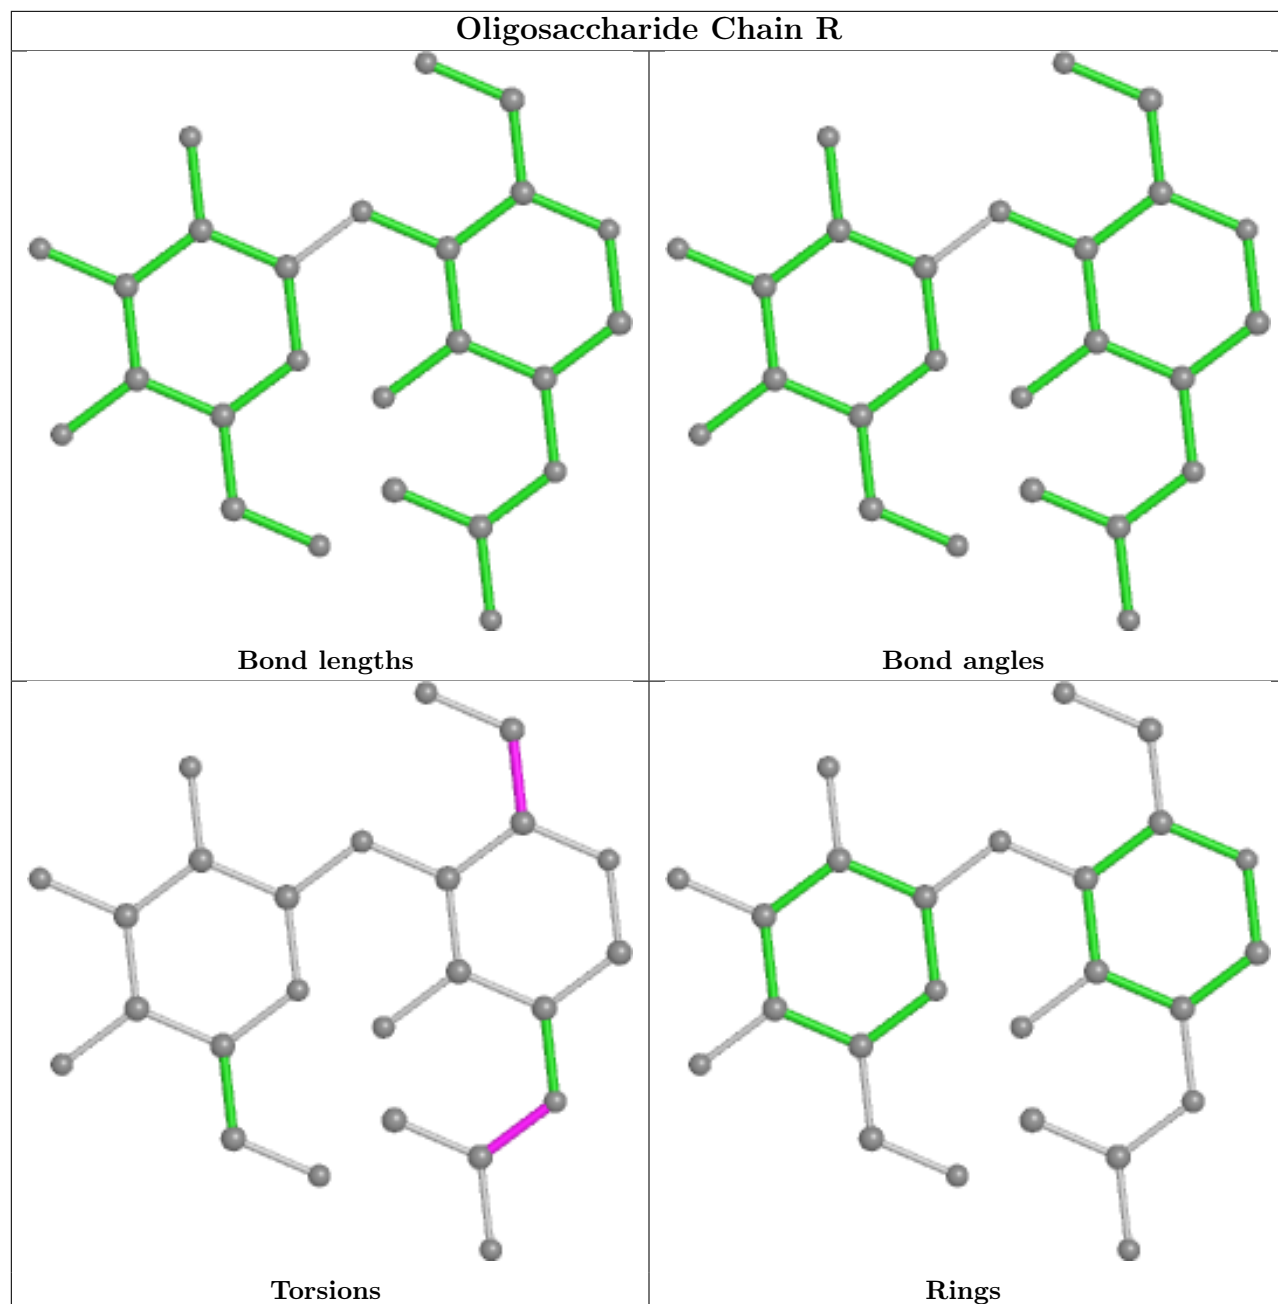 Oligosaccharide Chain R
Bond lengths
Bond angles
Torsions
Rings